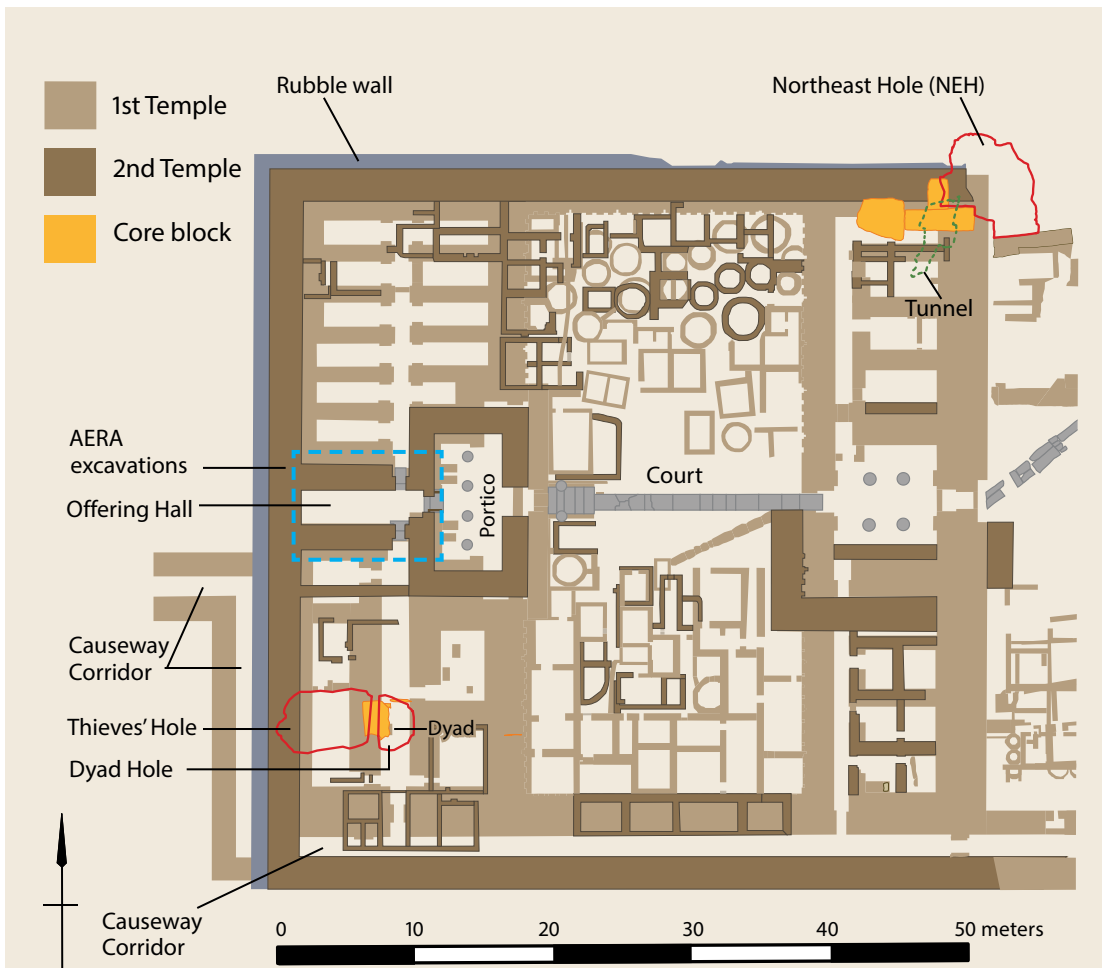 Rubble wall
Northeast Hole (NEH)
1st Temple
2nd Temple
Core block
Tunnel
AERA
excavations
Offering Hall
Portico
Court
Causeway
Corridor
Thieves' Hole
Dyad
Dyad Hole
Causeway
Corridor
0 10 20 30 40 50 meters